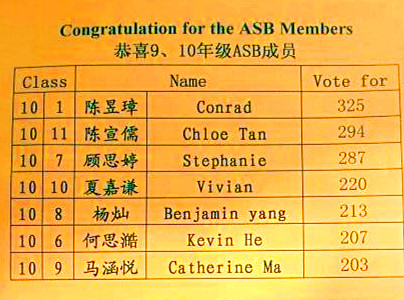 Congratulation for the ASB Members
恭喜9、10年级ASB成员
Class Name Vote for
10 1 陈昱璋 Conrad 325
10 11 陈宣儒 Chloe Tan 294
10 7 顾思婷 Stephanie 287
10 10 夏嘉谦 Vivian 220
10 8 杨灿 Benjamin yang 213
10 6 何思澔 Kevin He 207
10 9 马涵悦 Catherine Ma 203